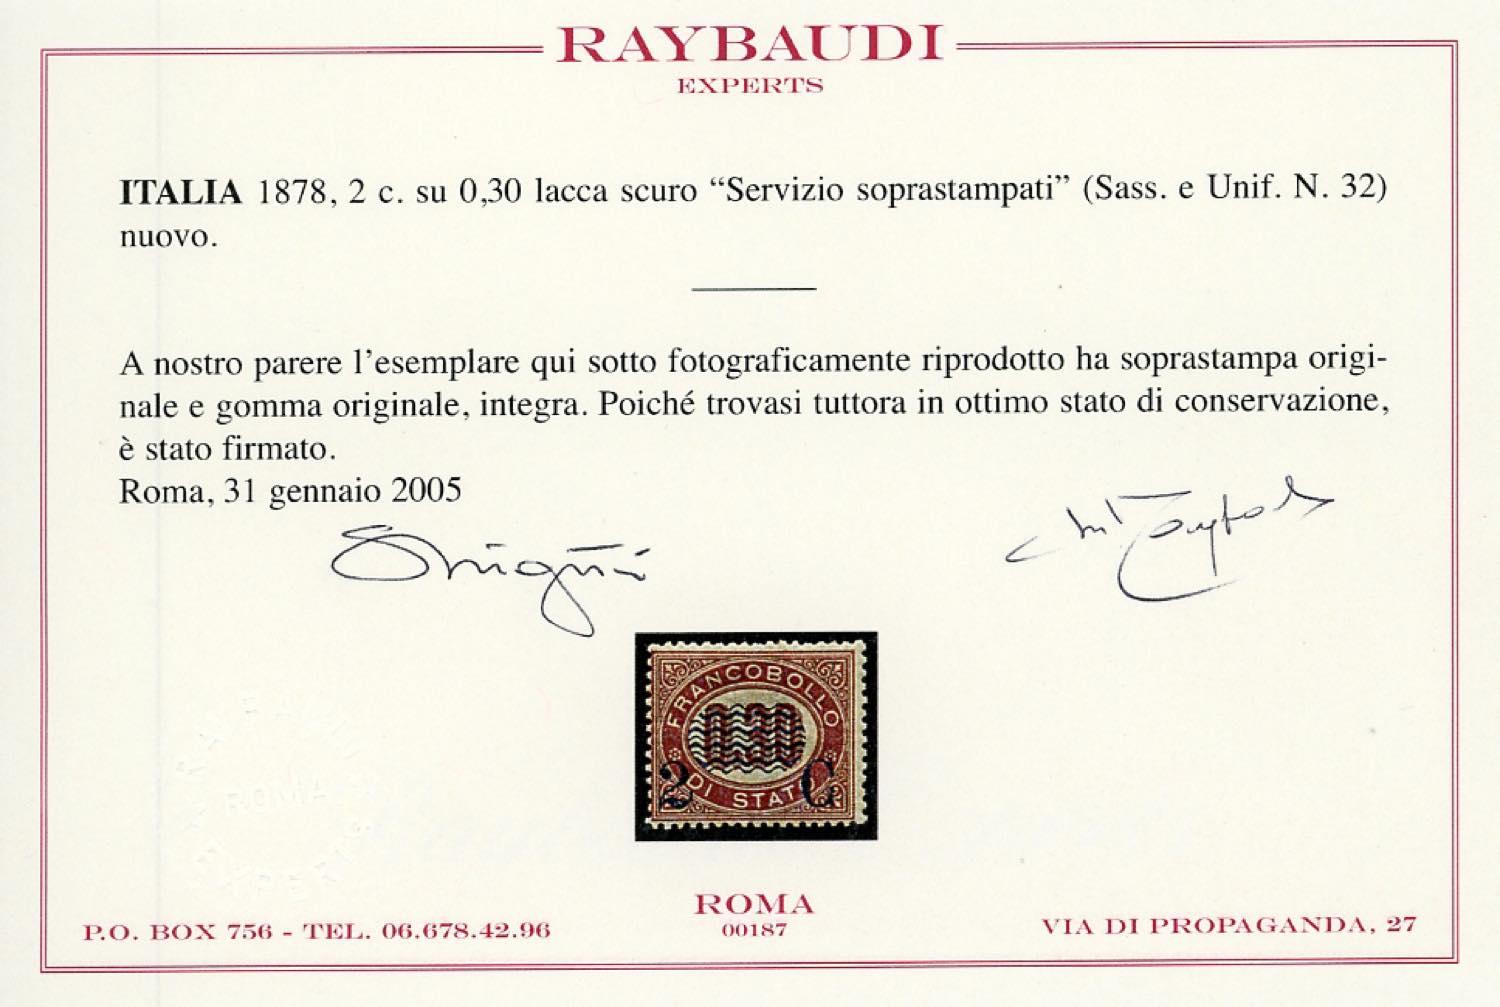 RAYBAUDI
EXPERTS
ITALIA 1878, 2 c. su 0,30 lacca scuro “Servizio soprastampati” (Sass. e Unif. N. 32)
nuovo.
A nostro parere l’esemplare qui sotto fotograficamente riprodotto ha soprastampa origi-
nale e gomma originale, integra. Poiché trovasi tuttora in ottimo stato di conservazione,
è stato firmato.
Roma, 31 gennaio 2005
FRANCOBOLLO
0.30
2 C
DI STATO
ROMA
ROMA
00187
P.O. BOX 756 - TEL. 06.678.42.96
VIA DI PROPAGANDA, 27